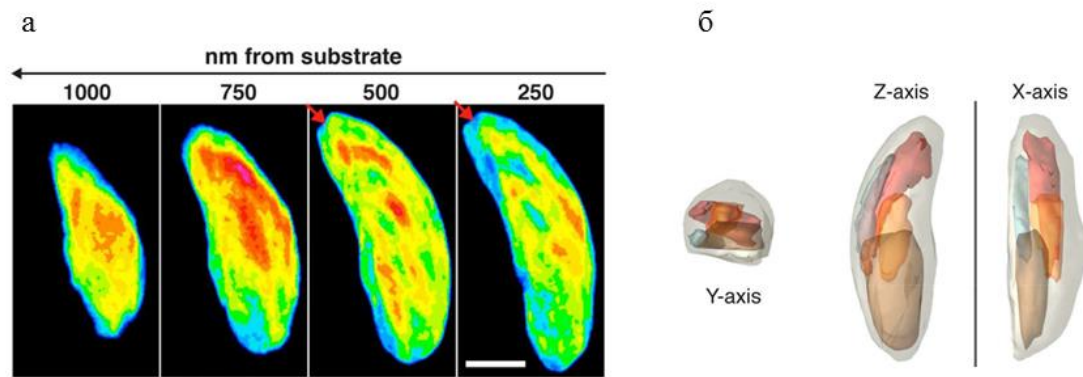 а
б
nm from substrate
1000 750 500 250
Z-axis X-axis
Y-axis